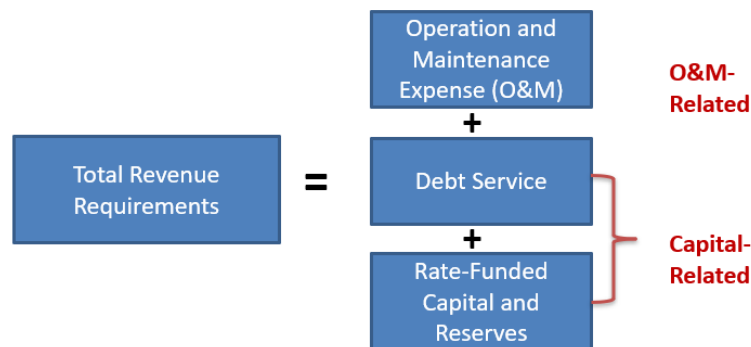 Operation and
Maintenance
Expense (O&M)
O&M-
Related
+
Total Revenue
Requirements
=
Debt Service
+
Rate-Funded
Capital and
Reserves
Capital-
Related